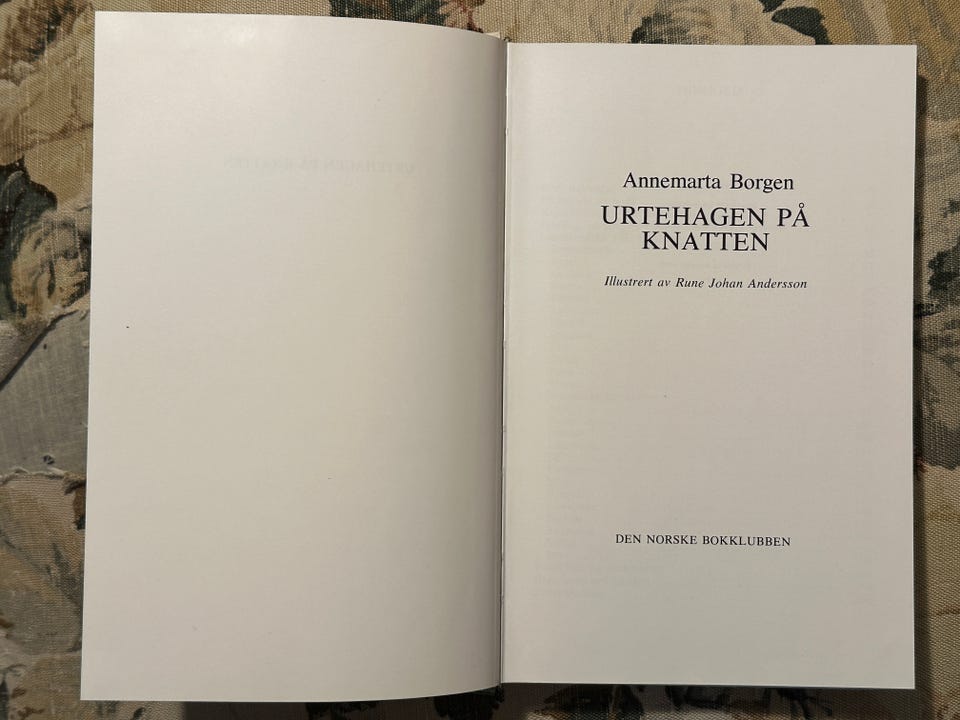 Annemarta Borgen
URTEHAGEN PÅ
KNATTEN
Illustrert av Rune Johan Andersson
DEN NORSKE BOKKLUBBEN